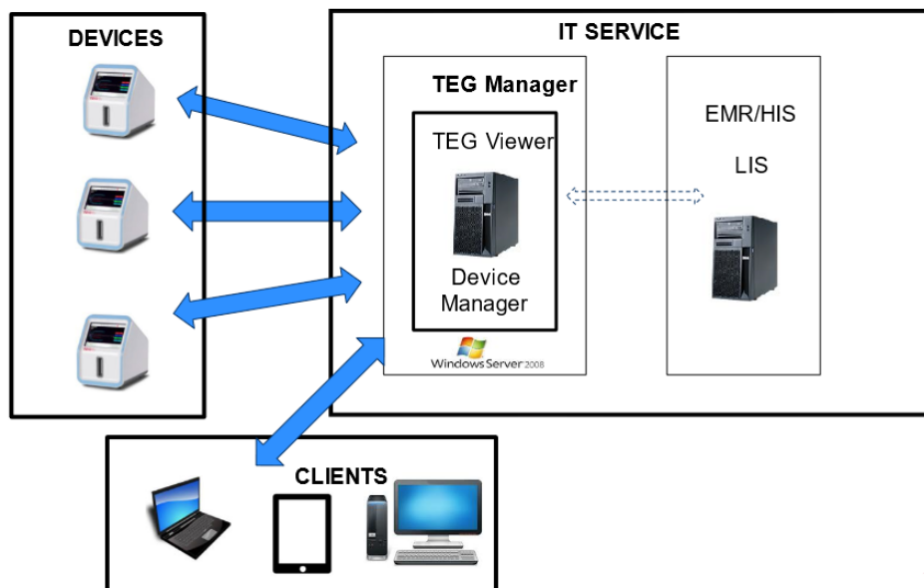 DEVICES
IT SERVICE
TEG Manager
TEG Viewer
Device
Manager
Windows Server 2008
EMR/HIS
LIS
CLIENTS